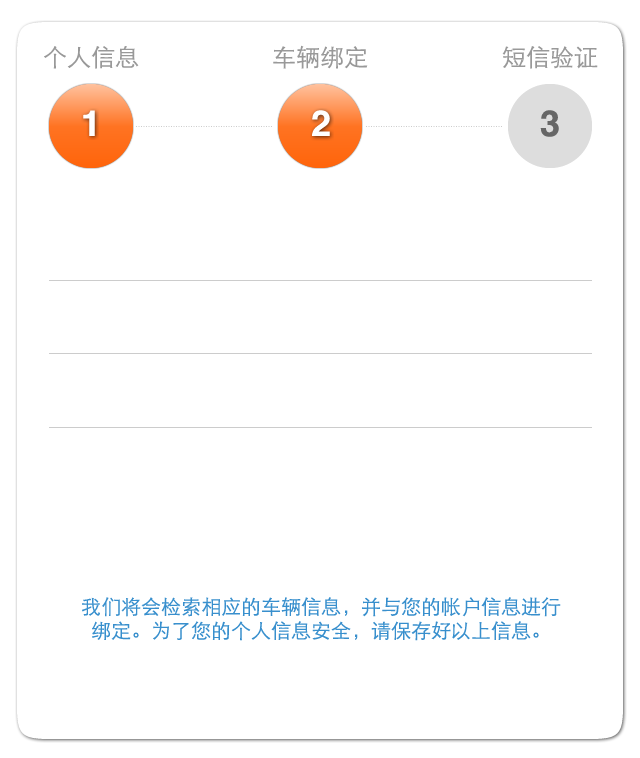 个人信息 车辆绑定 短信验证
1 2 3
我们将会检索相应的车辆信息，并与您的帐户信息进行
绑定。为了您的个人信息安全，请保存好以上信息。